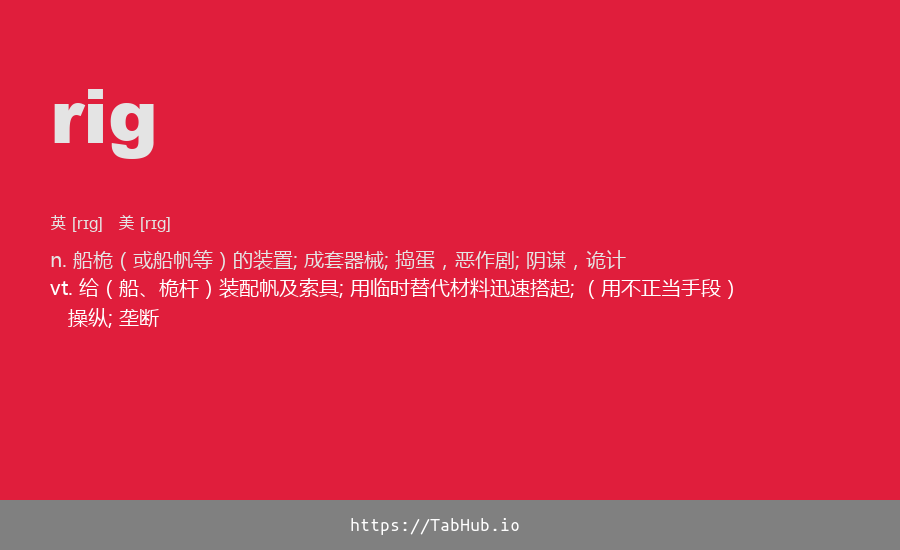 rig
英 [rɪg] 美 [rɪg]
n. 船桅（或船帆等）的装置; 成套器械; 捣蛋，恶作剧; 阴谋，诡计
vt. 给（船、桅杆）装配帆及索具; 用临时替代材料迅速搭起; （用不正当手段）
操纵; 垄断
https://TabHub.io